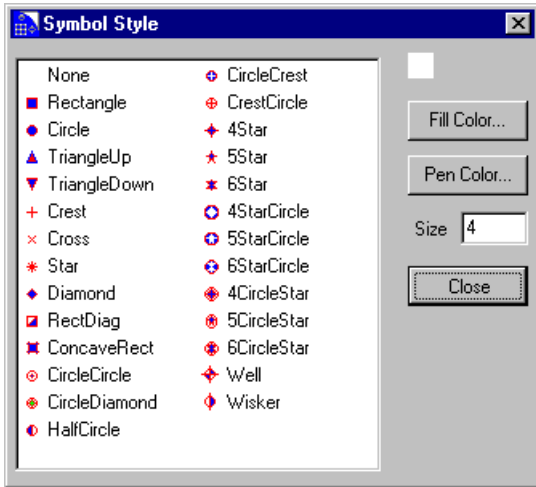 Symbol Style
None
Rectangle
Circle
TriangleUp
TriangleDown
Crest
Cross
Star
Diamond
RectDiag
ConcaveRect
CircleCircle
CircleDiamond
HalfCircle
CircleCrest
CrestCircle
4Star
5Star
6Star
4StarCircle
5StarCircle
6StarCircle
4CircleStar
5CircleStar
6CircleStar
Well
Wisker
Fill Color...
Pen Color...
Size 4
Close